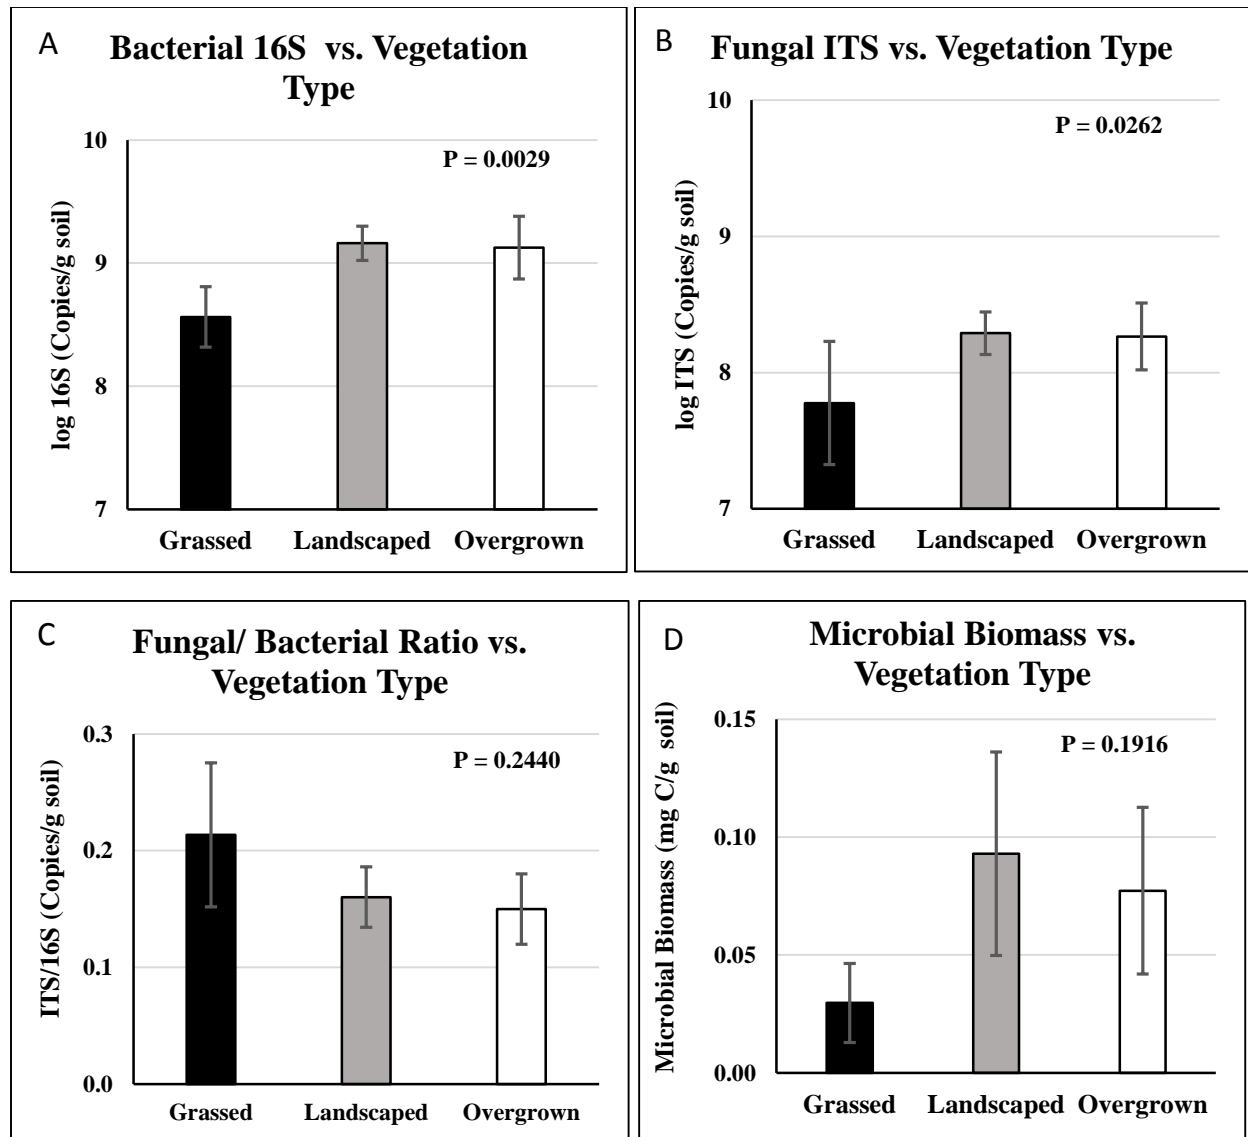 A
Bacterial 16S vs. Vegetation
Type
P = 0.0029
log 16S (Copies/g soil)
10
9
8
7
Grassed Landscaped Overgrown
B
Fungal ITS vs. Vegetation Type
P = 0.0262
log ITS (Copies/g soil)
10
9
8
7
Grassed Landscaped Overgrown
C
Fungal/ Bacterial Ratio vs.
Vegetation Type
P = 0.2440
ITS/16S (Copies/g soil)
0.3
0.2
0.1
0.0
Grassed Landscaped Overgrown
D
Microbial Biomass vs.
Vegetation Type
P = 0.1916
Microbial Biomass (mg C/g soil)
0.15
0.10
0.05
0.00
Grassed Landscaped Overgrown